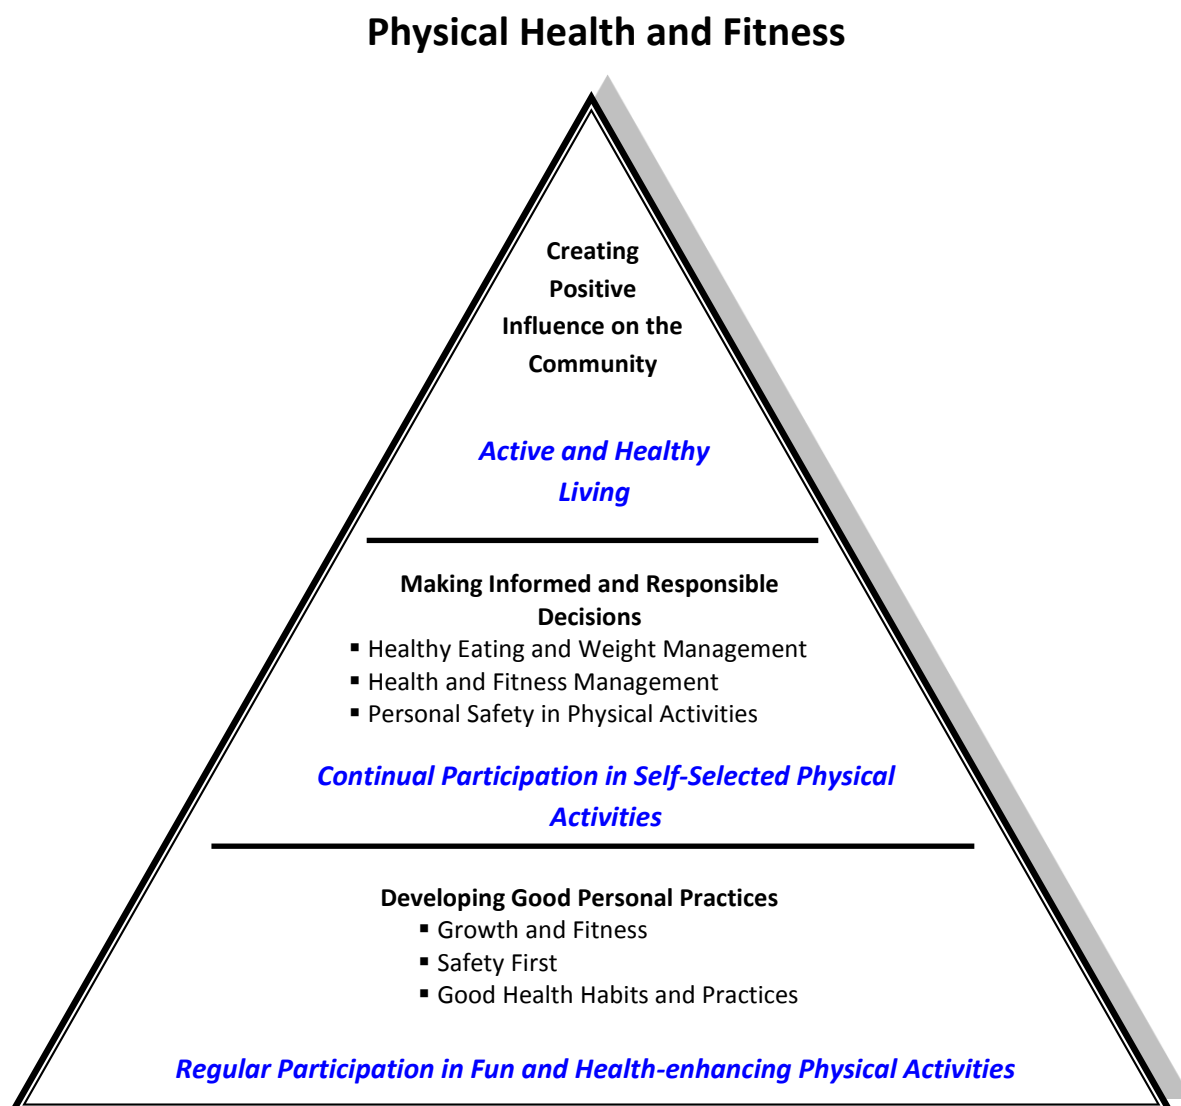 Physical Health and Fitness
Creating
Positive
Influence on the
Community
Active and Healthy
Living
Making Informed and Responsible
Decisions
▪ Healthy Eating and Weight Management
▪ Health and Fitness Management
▪ Personal Safety in Physical Activities
Continual Participation in Self-Selected Physical
Activities
Developing Good Personal Practices
▪ Growth and Fitness
▪ Safety First
▪ Good Health Habits and Practices
Regular Participation in Fun and Health-enhancing Physical Activities